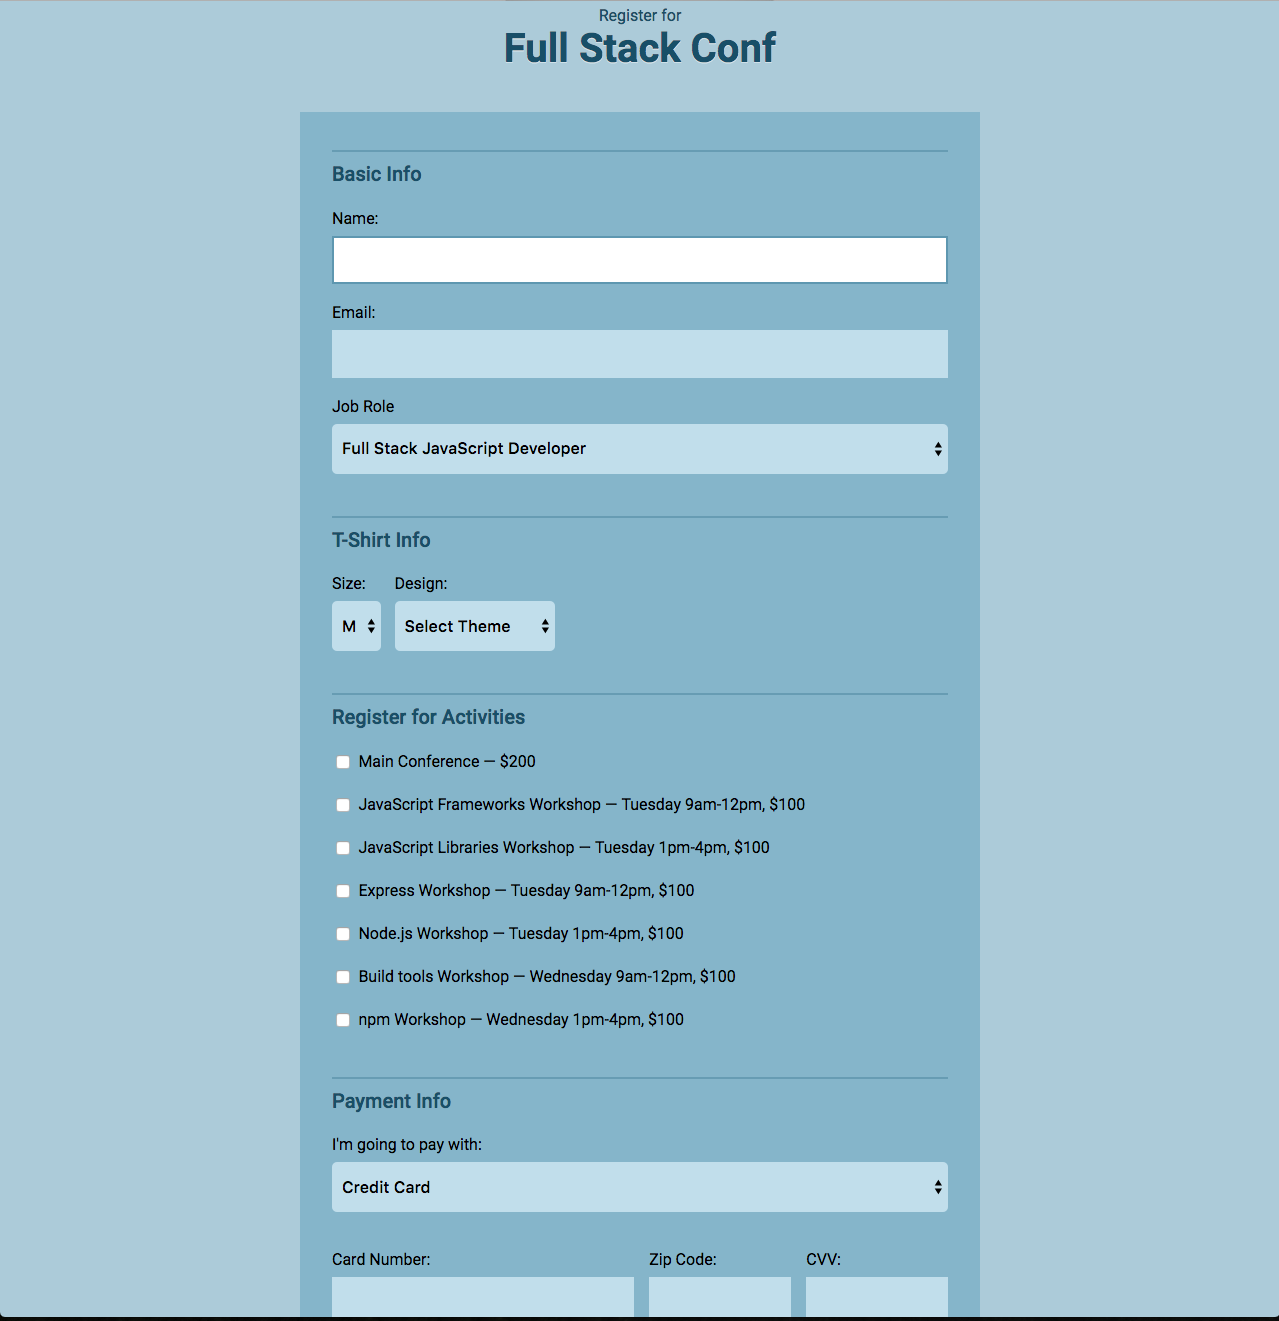 Register for
Full Stack Conf
Basic Info
Name:
Email:
Job Role
Full Stack JavaScript Developer
T-Shirt Info
Size: Design:
M Select Theme
Register for Activities
Main Conference — $200
JavaScript Frameworks Workshop — Tuesday 9am-12pm, $100
JavaScript Libraries Workshop — Tuesday 1pm-4pm, $100
Express Workshop — Tuesday 9am-12pm, $100
Node.js Workshop — Tuesday 1pm-4pm, $100
Build tools Workshop — Wednesday 9am-12pm, $100
npm Workshop — Wednesday 1pm-4pm, $100
Payment Info
I'm going to pay with:
Credit Card
Card Number: Zip Code: CVV: